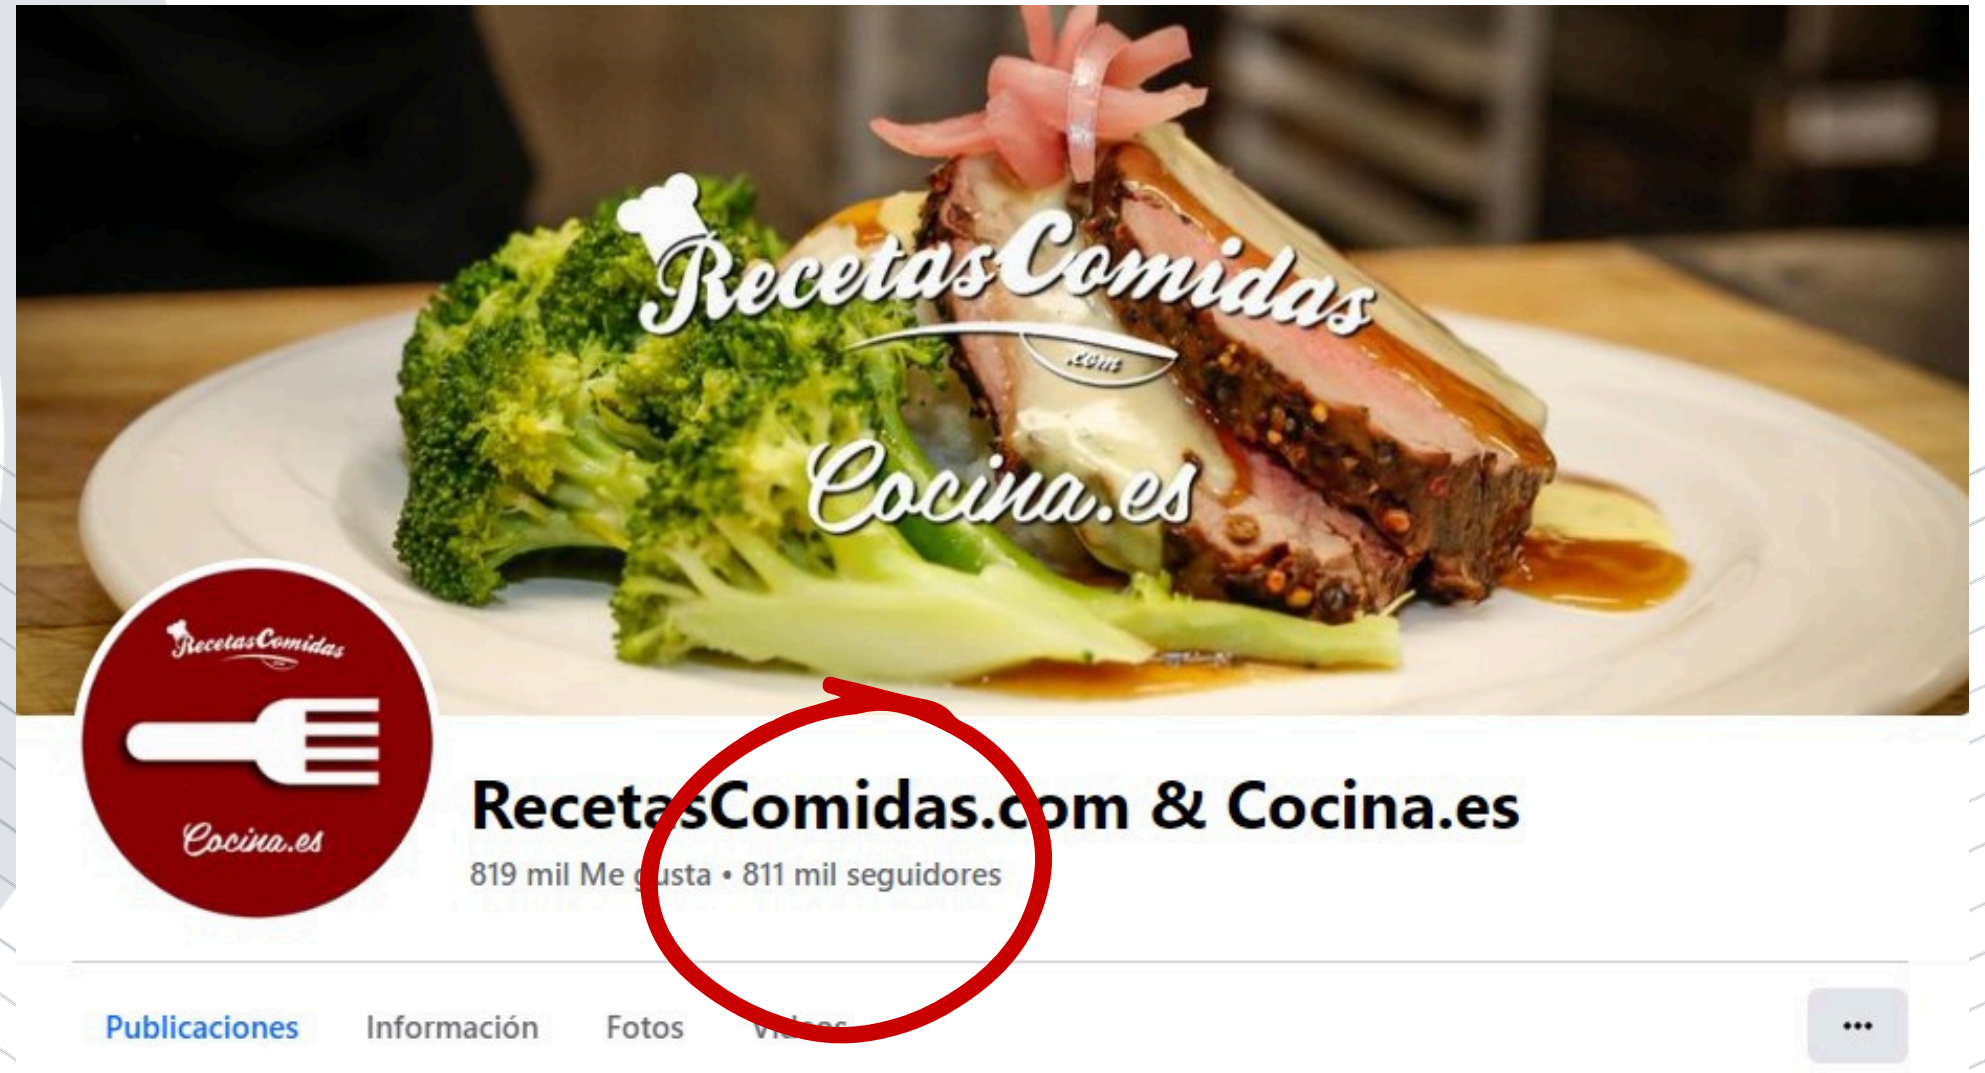 RecetasComidas
.com
Cocina.es
RecetasComidas
Cocina.es
RecetasComidas.com & Cocina.es
819 mil Me gusta • 811 mil seguidores
Publicaciones Información Fotos Videos